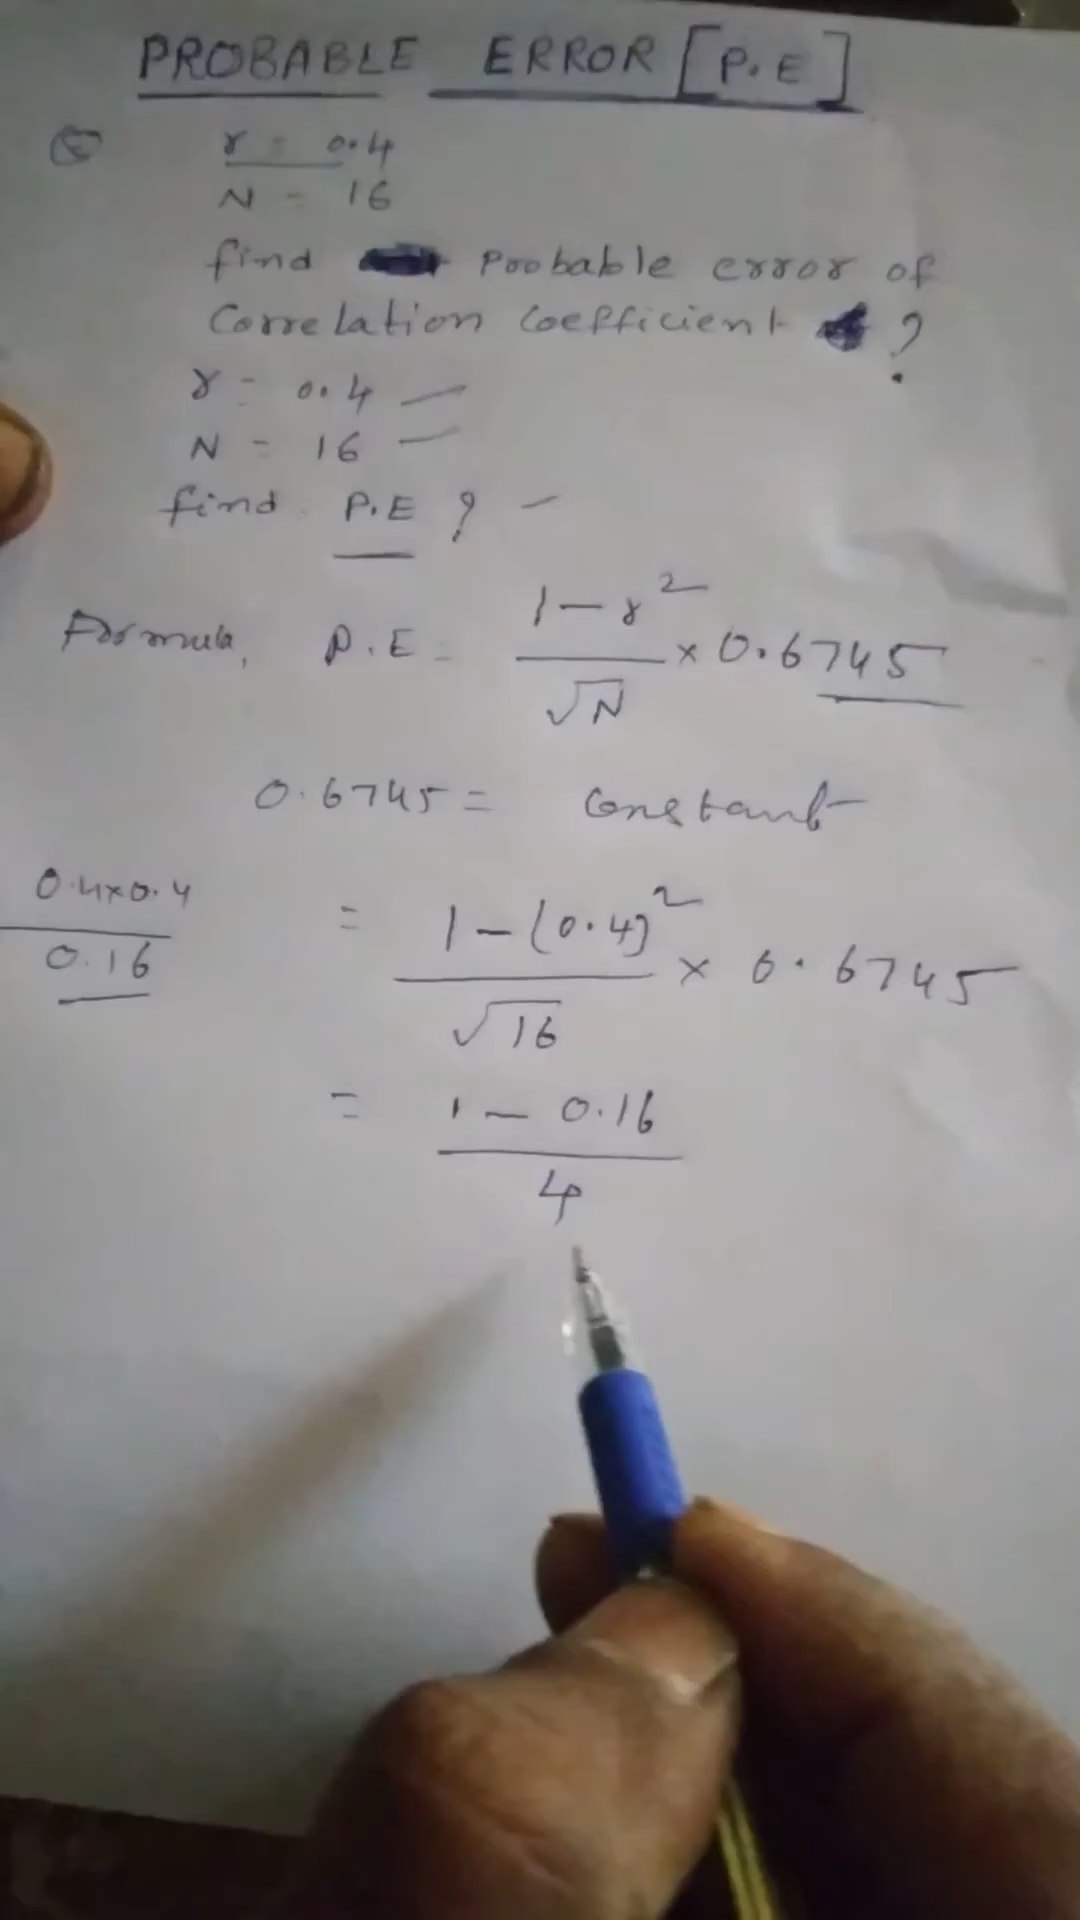 PROBABLE ERROR [P.E]
Q r = 0.4
N = 16
find Probable error of
Correlation Coefficient ?
r = 0.4 —
N = 16 —
find P.E ? —
Formula, P.E = (1 - r²)/√N × 0.6745
0.6745 = Constant
0.4×0.4
0.16
= (1 - (0.4)²)/√16 × 0.6745
= (1 - 0.16)/4